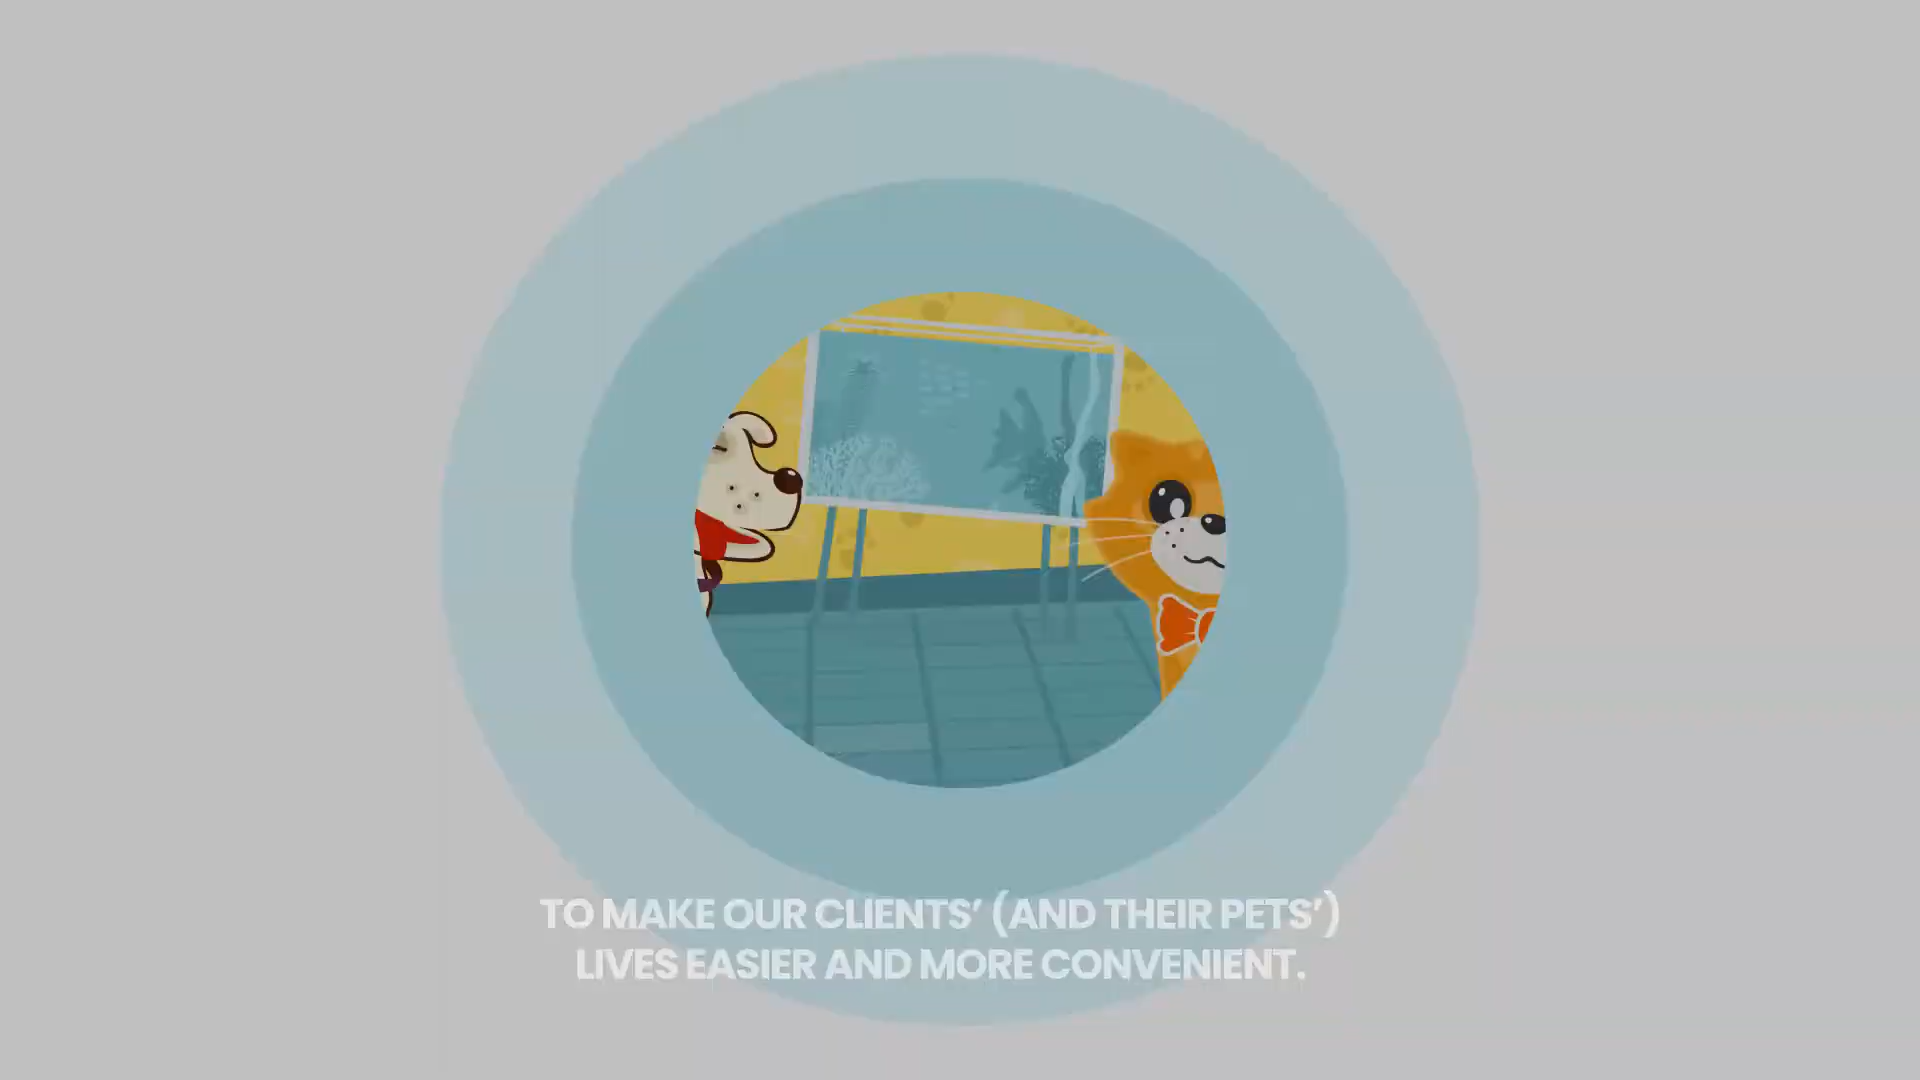 TO MAKE OUR CLIENTS’ (AND THEIR PETS’)
LIVES EASIER AND MORE CONVENIENT.